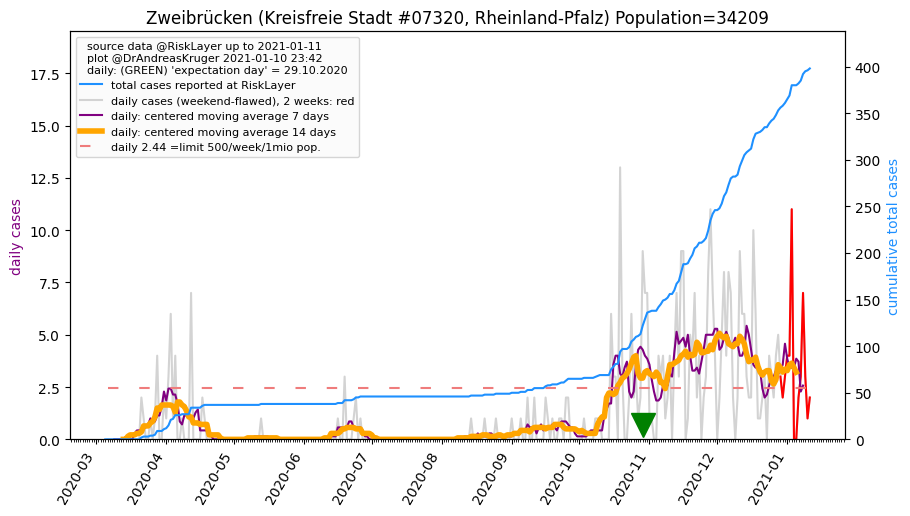 Zweibrücken (Kreisfreie Stadt #07320, Rheinland-Pfalz) Population=34209
source data @RiskLayer up to 2021-01-11
plot @DrAndreasKruger 2021-01-10 23:42
daily: (GREEN) 'expectation day' = 29.10.2020
total cases reported at RiskLayer
daily cases (weekend-flawed), 2 weeks: red
daily: centered moving average 7 days
daily: centered moving average 14 days
daily 2.44 =limit 500/week/1mio pop.
daily cases
17.5
15.0
12.5
10.0
7.5
5.0
2.5
0.0
400
350
300
250
200
150
100
50
0
cumulative total cases
2020-03
2020-04
2020-05
2020-06
2020-07
2020-08
2020-09
2020-10
2020-11
2020-12
2021-01